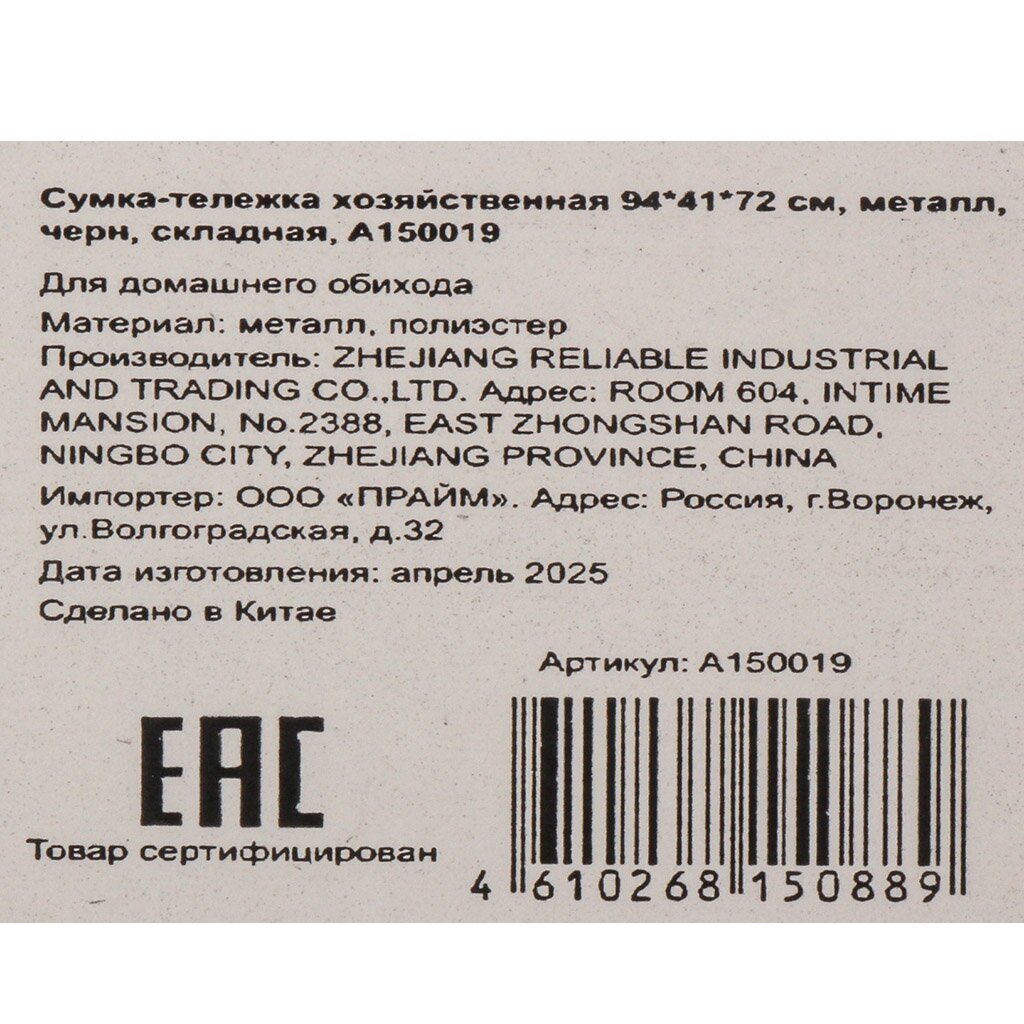 Сумка-тележка хозяйственная 94*41*72 см, металл,
черн, складная, А150019
Для домашнего обихода
Материал: металл, полиэстер
Производитель: ZHEJIANG RELIABLE INDUSTRIAL
AND TRADING CO.,LTD. Адрес: ROOM 604, INTIME
MANSION, No.2388, EAST ZHONGSHAN ROAD,
NINGBO CITY, ZHEJIANG PROVINCE, CHINA
Импортер: ООО «ПРАЙМ». Адрес: Россия, г.Воронеж,
ул.Волгоградская, д.32
Дата изготовления: апрель 2025
Сделано в Китае
Артикул: А150019
EAC
Товар сертифицирован
4 610268 150889